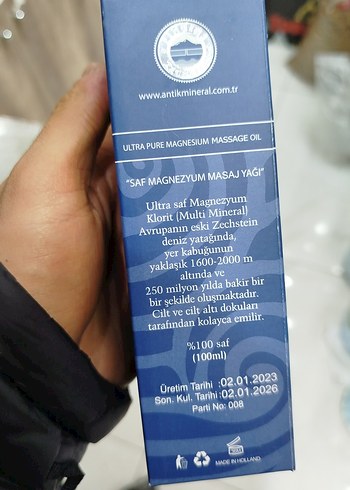 www.antikmineral.com.tr
ULTRA PURE MAGNESIUM MASSAGE OIL
"SAF MAGNEZYUM MASAJ YAĞI"
Ultra saf Magnezyum
Klorit (Multi Mineral)
Avrupanın eski Zechstein
deniz yatağında,
yer kabuğunun
yaklaşık 1600-2000 m
altında ve
250 milyon yılda bakir bir
bir şekilde oluşmaktadır.
Cilt ve cilt altı dokuları
tarafından kolayca emilir.
%100 saf
(100ml)
Üretim Tarihi :02.01.2023
Son. Kul. Tarihi:02.01.2026
Parti No: 008
MADE IN HOLLAND